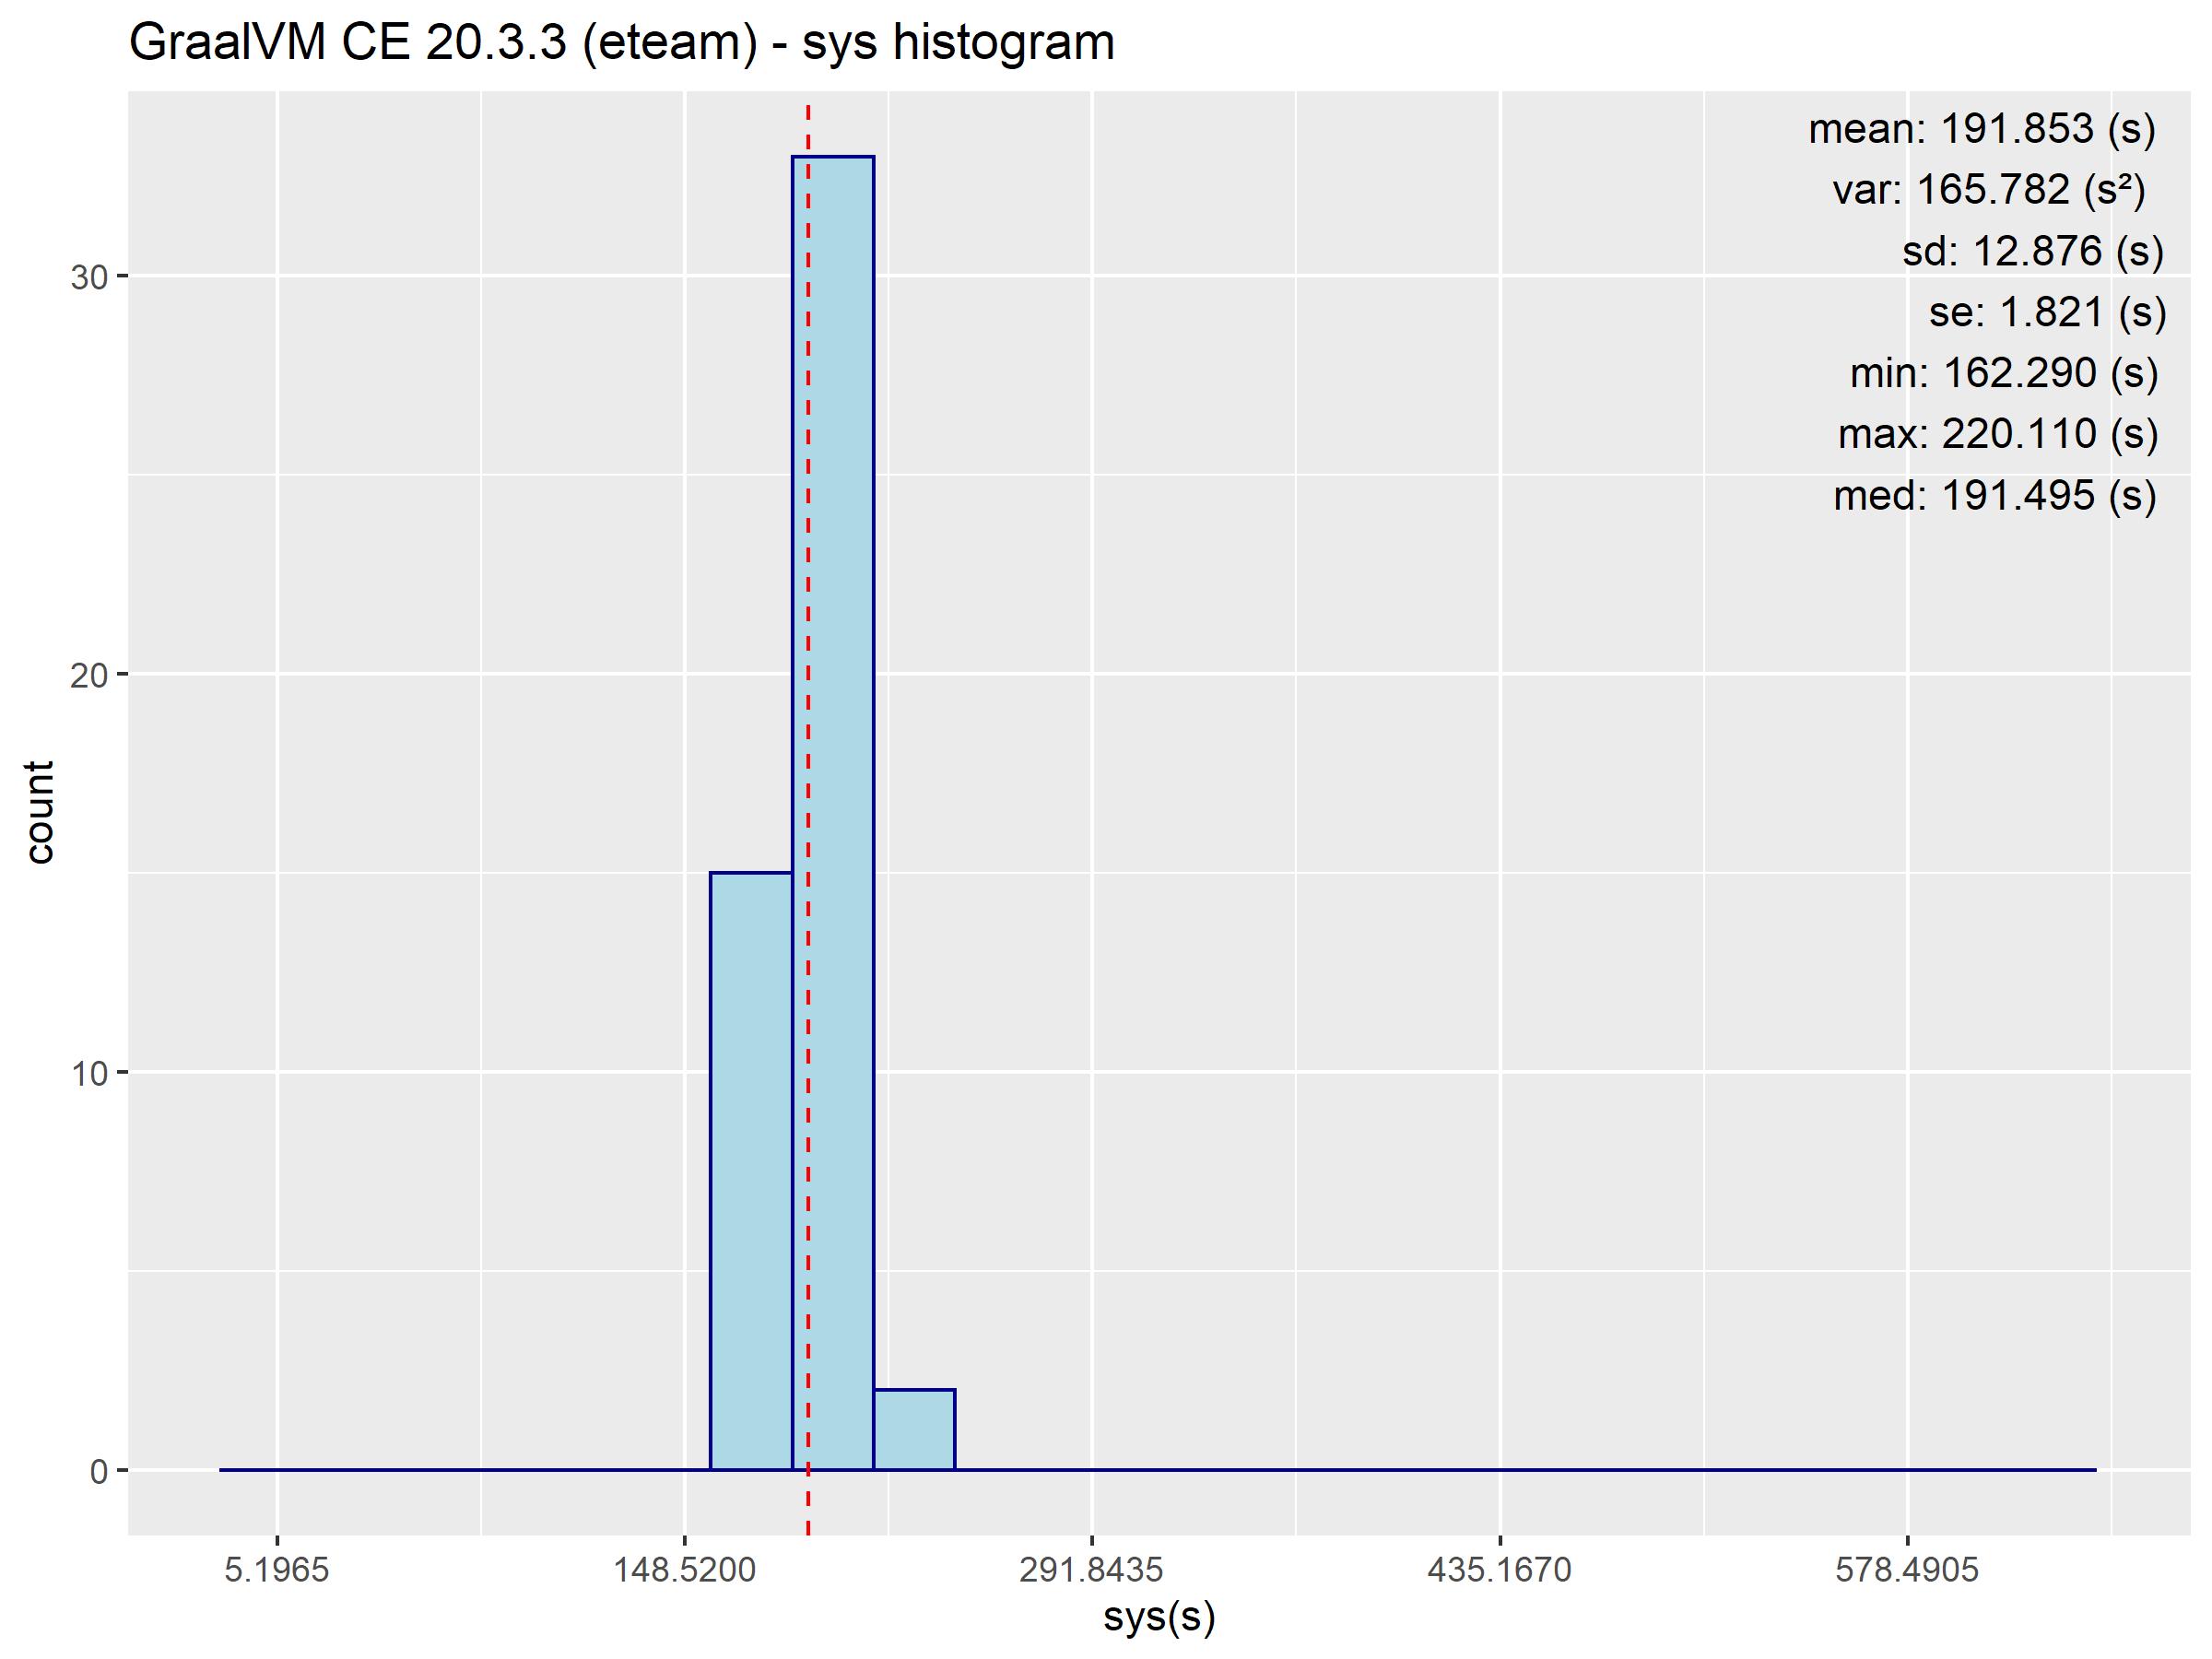 GraalVM CE 20.3.3 (eteam) - sys histogram
mean: 191.853 (s)
var: 165.782 (s²)
sd: 12.876 (s)
se: 1.821 (s)
min: 162.290 (s)
max: 220.110 (s)
med: 191.495 (s)
30
20
10
0
count
5.1965
148.5200
291.8435
435.1670
578.4905
sys(s)